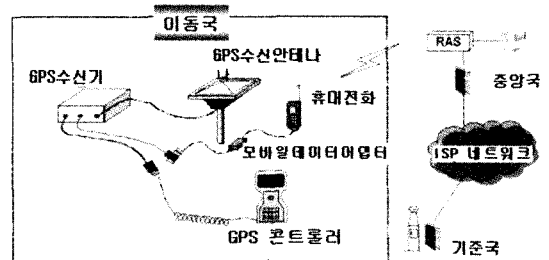 이동국
GPS수신안테나
GPS수신기
휴대전화
모바일데이터어댑터
GPS 콘트롤러
RAS
중앙국
ISP 네트워크
기준국